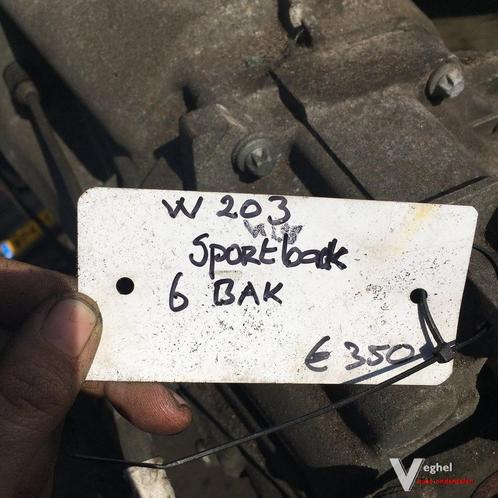 W 203
Sportback
6 BAK
€ 350
Veghel